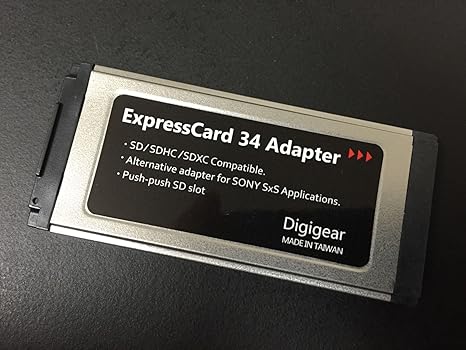 ExpressCard 34 Adapter
• SD/SDHC/SDXC Compatible.
• Alternative adapter for SONY SxS Applications.
• Push-push SD slot
Digigear
MADE IN TAIWAN